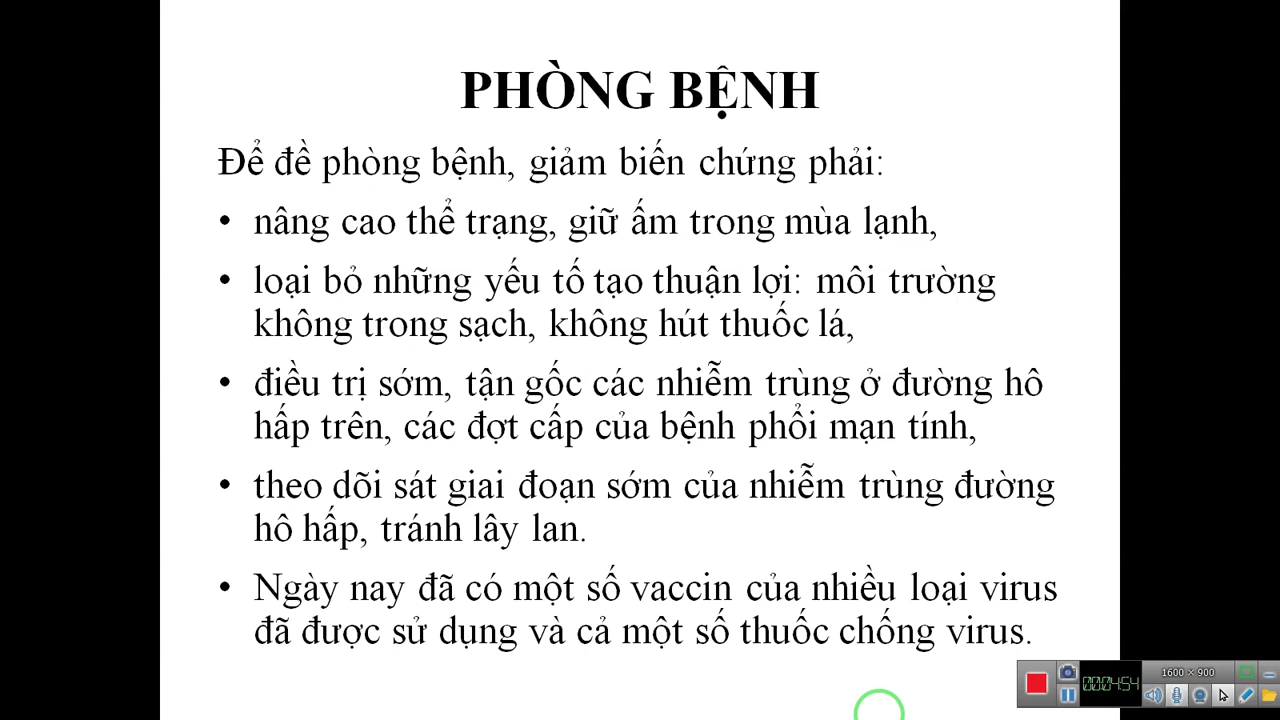 PHÒNG BỆNH
Để đề phòng bệnh, giảm biến chứng phải:
• nâng cao thể trạng, giữ ấm trong mùa lạnh,
• loại bỏ những yếu tố tạo thuận lợi: môi trường
không trong sạch, không hút thuốc lá,
• điều trị sớm, tận gốc các nhiễm trùng ở đường hô
hấp trên, các đợt cấp của bệnh phổi mạn tính,
• theo dõi sát giai đoạn sớm của nhiễm trùng đường
hô hấp, tránh lây lan.
• Ngày nay đã có một số vaccin của nhiều loại virus
đã được sử dụng và cả một số thuốc chống virus.
1600 × 900
00:04:54